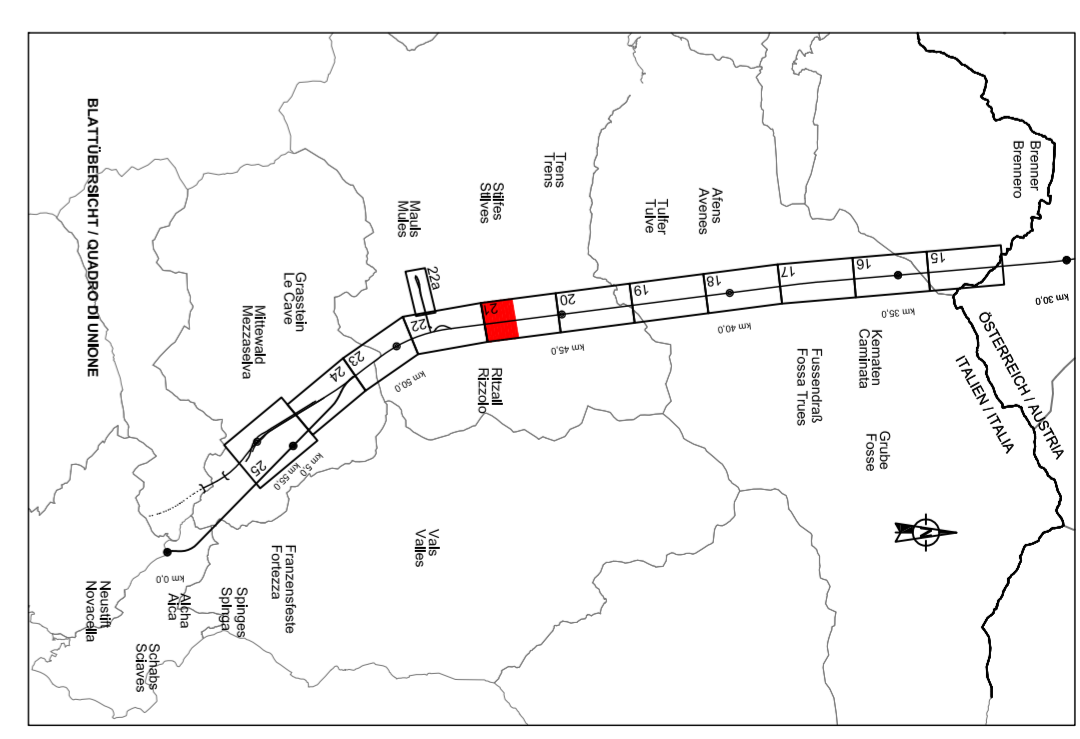 BLATTÜBERSICHT / QUADRO DI UNIONE
Brenner
Brennero
ÖSTERREICH / AUSTRIA
ITALIEN / ITALIA
km 30,0
15
16
km 35,0
17
18
km 40,0
19
20
km 45,0
21
22
22a
km 50,0
23
24
25
km 55,0
km 5,0
km 0,0
N
Afens
Avenes
Tulfer
Tulve
Trens
Trens
Stilfes
Stilves
Mauls
Mules
Grasstein
Le Cave
Mittewald
Mezzaselva
Kematen
Caminata
Fussendraß
Fossa Trues
Grube
Fosse
Ritzail
Rizzolo
Vals
Valles
Franzensfeste
Fortezza
Spinges
Spinga
Aicha
Aica
Schabs
Sciaves
Neustift
Novacella